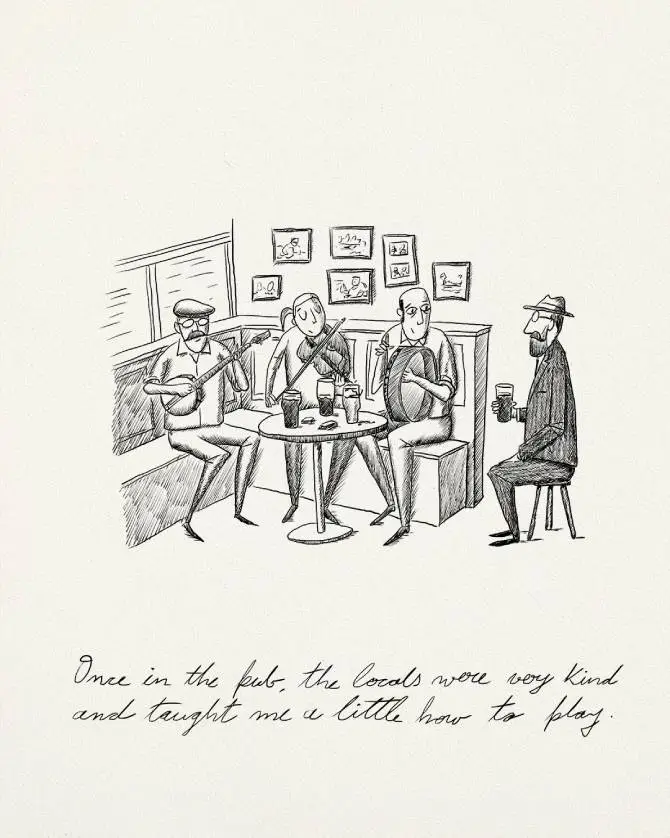 Once in the pub, the locals were very kind
and taught me a little how to play.